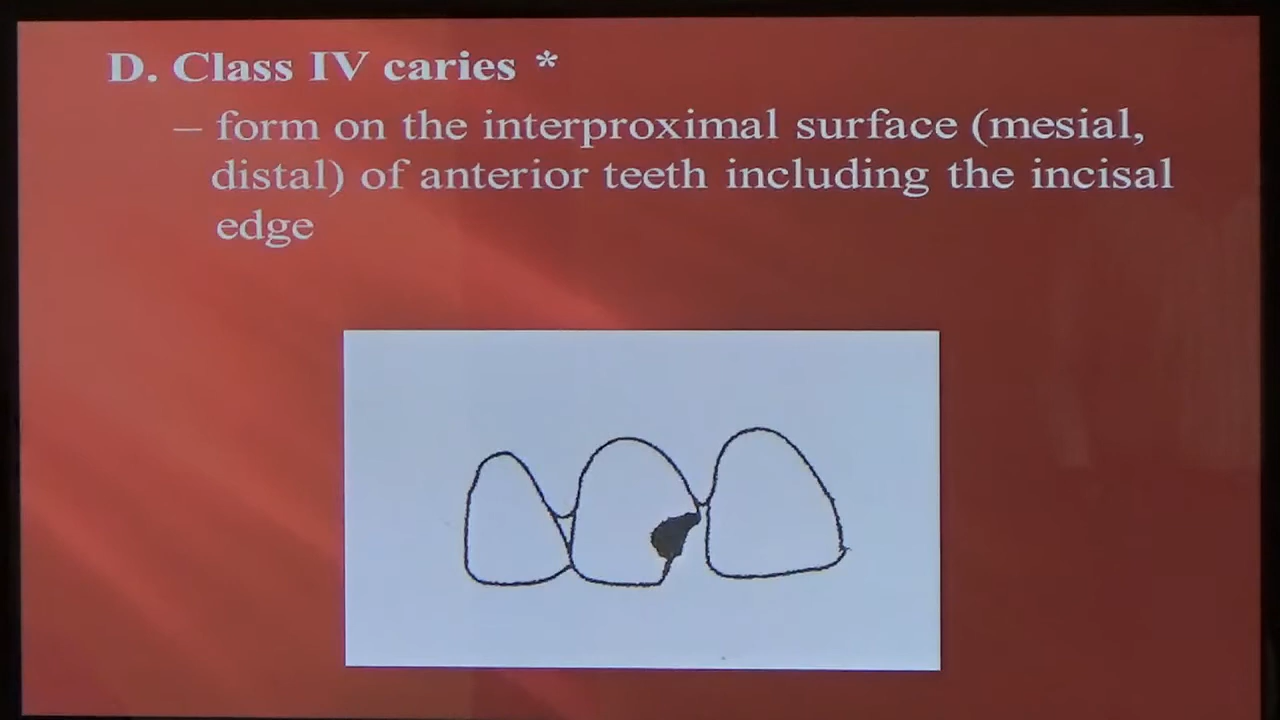 D. Class IV caries *
– form on the interproximal surface (mesial,
distal) of anterior teeth including the incisal
edge